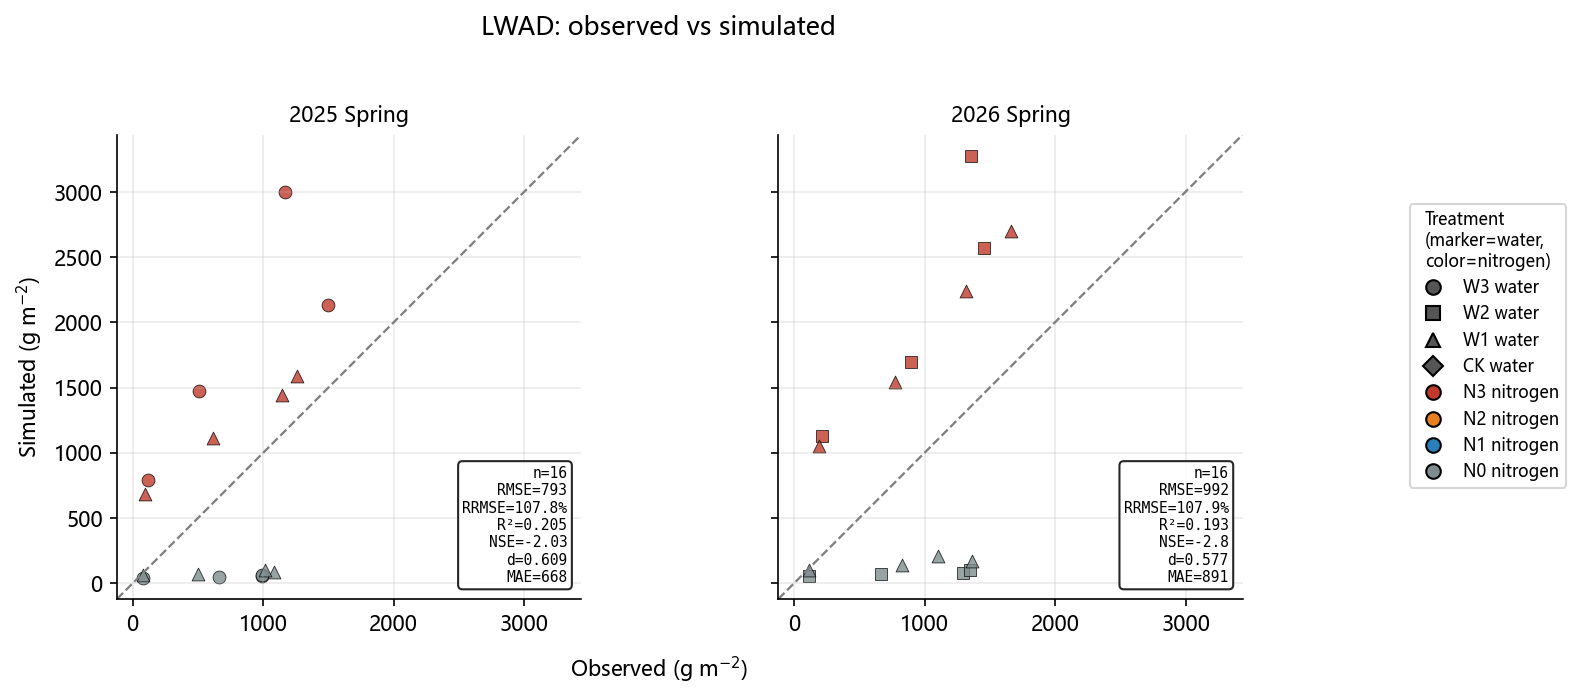 LWAD: observed vs simulated
2025 Spring
2026 Spring
Simulated (g m⁻²)
3000
2500
2000
1500
1000
500
0
n=16
RMSE=793
RRMSE=107.8%
R²=0.205
NSE=-2.03
d=0.609
MAE=668
n=16
RMSE=992
RRMSE=107.9%
R²=0.193
NSE=-2.8
d=0.577
MAE=891
0 1000 2000 3000
0 1000 2000 3000
Observed (g m⁻²)
Treatment
(marker=water,
color=nitrogen)
W3 water
W2 water
W1 water
CK water
N3 nitrogen
N2 nitrogen
N1 nitrogen
N0 nitrogen